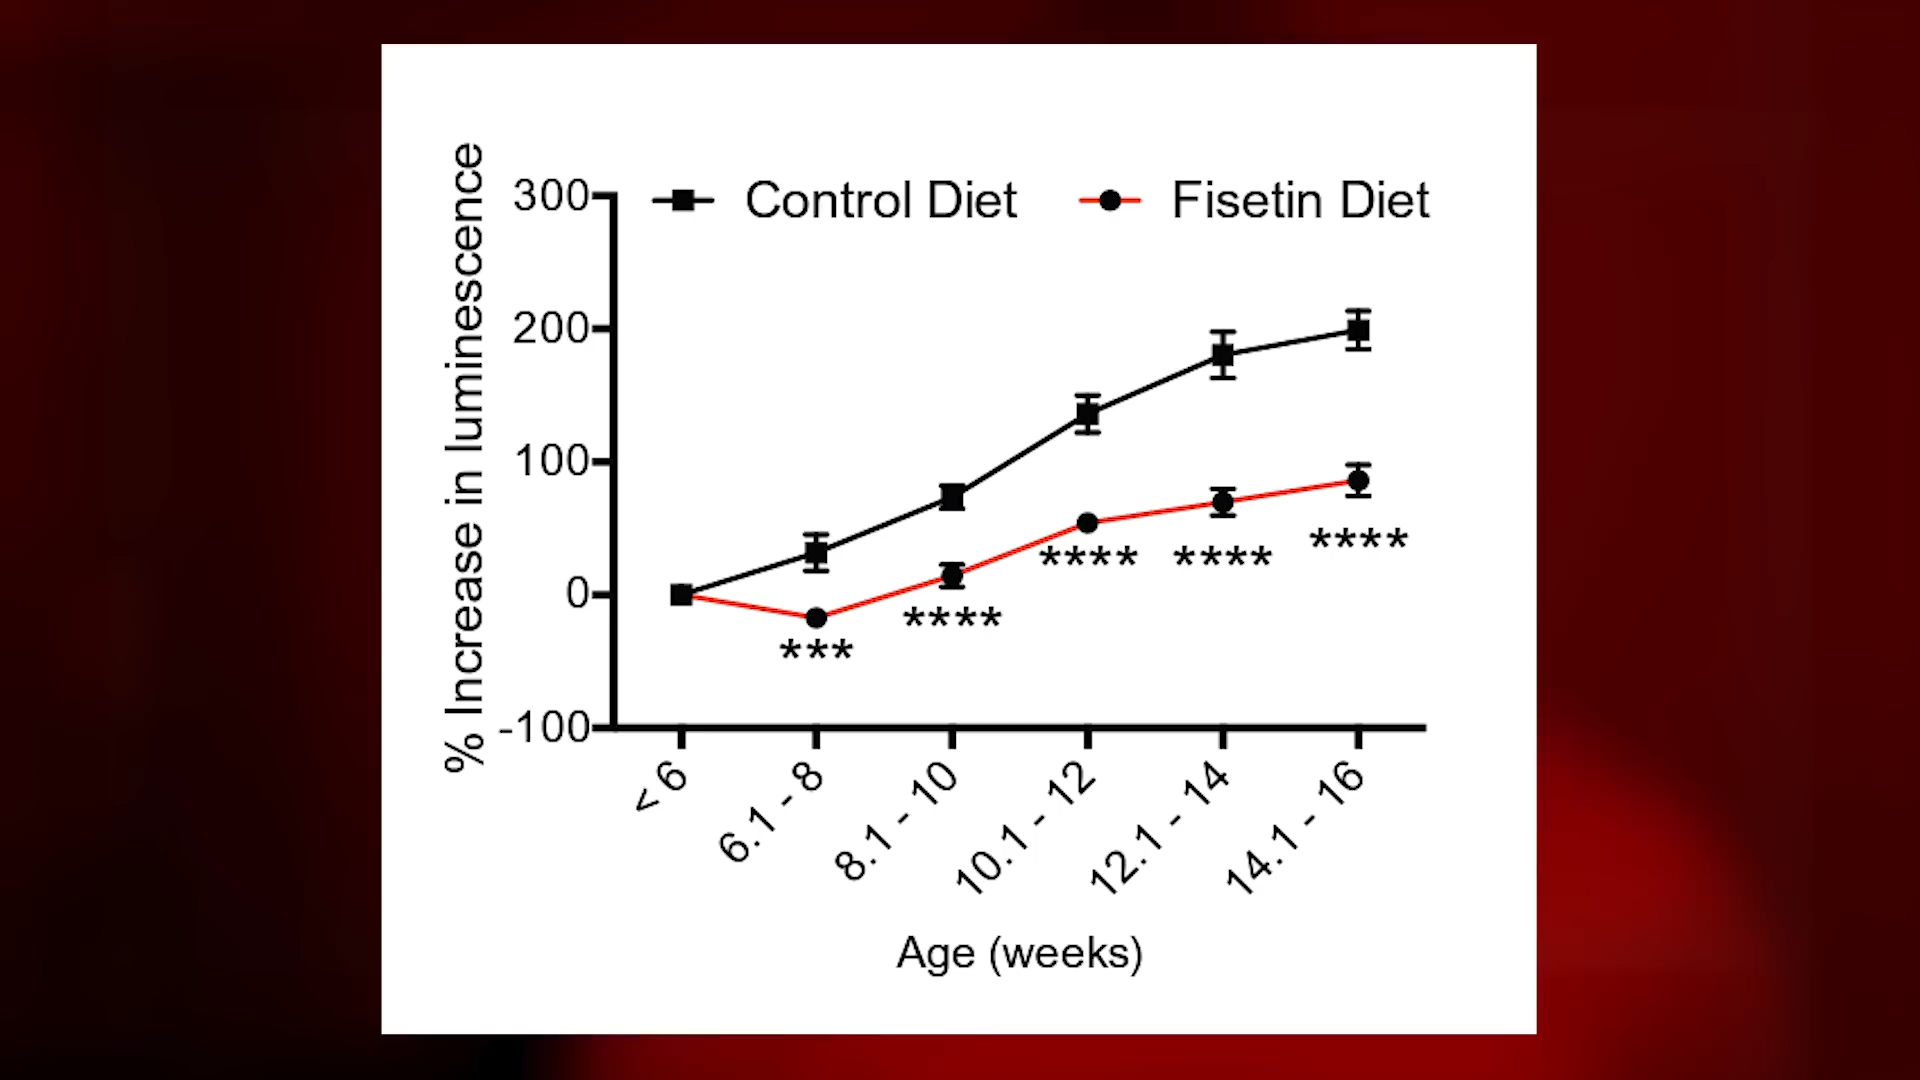 % Increase in luminescence
300
200
100
0
-100
Control Diet
Fisetin Diet
***
****
****
****
****
< 6
6.1 - 8
8.1 - 10
10.1 - 12
12.1 - 14
14.1 - 16
Age (weeks)